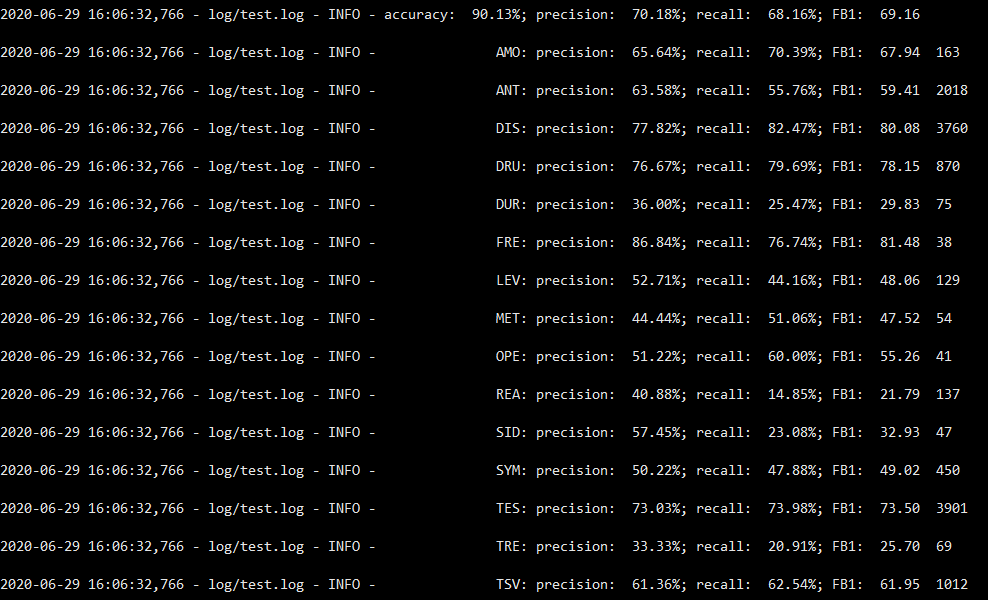 2020-06-29 16:06:32,766 - log/test.log - INFO - accuracy:  90.13%; precision:  70.18%; recall:  68.16%; FB1:  69.16
2020-06-29 16:06:32,766 - log/test.log - INFO -               AMO: precision:  65.64%; recall:  70.39%; FB1:  67.94  163
2020-06-29 16:06:32,766 - log/test.log - INFO -               ANT: precision:  63.58%; recall:  55.76%; FB1:  59.41  2018
2020-06-29 16:06:32,766 - log/test.log - INFO -               DIS: precision:  77.82%; recall:  82.47%; FB1:  80.08  3760
2020-06-29 16:06:32,766 - log/test.log - INFO -               DRU: precision:  76.67%; recall:  79.69%; FB1:  78.15  870
2020-06-29 16:06:32,766 - log/test.log - INFO -               DUR: precision:  36.00%; recall:  25.47%; FB1:  29.83  75
2020-06-29 16:06:32,766 - log/test.log - INFO -               FRE: precision:  86.84%; recall:  76.74%; FB1:  81.48  38
2020-06-29 16:06:32,766 - log/test.log - INFO -               LEV: precision:  52.71%; recall:  44.16%; FB1:  48.06  129
2020-06-29 16:06:32,766 - log/test.log - INFO -               MET: precision:  44.44%; recall:  51.06%; FB1:  47.52  54
2020-06-29 16:06:32,766 - log/test.log - INFO -               OPE: precision:  51.22%; recall:  60.00%; FB1:  55.26  41
2020-06-29 16:06:32,766 - log/test.log - INFO -               REA: precision:  40.88%; recall:  14.85%; FB1:  21.79  137
2020-06-29 16:06:32,766 - log/test.log - INFO -               SID: precision:  57.45%; recall:  23.08%; FB1:  32.93  47
2020-06-29 16:06:32,766 - log/test.log - INFO -               SYM: precision:  50.22%; recall:  47.88%; FB1:  49.02  450
2020-06-29 16:06:32,766 - log/test.log - INFO -               TES: precision:  73.03%; recall:  73.98%; FB1:  73.50  3901
2020-06-29 16:06:32,766 - log/test.log - INFO -               TRE: precision:  33.33%; recall:  20.91%; FB1:  25.70  69
2020-06-29 16:06:32,766 - log/test.log - INFO -               TSV: precision:  61.36%; recall:  62.54%; FB1:  61.95  1012